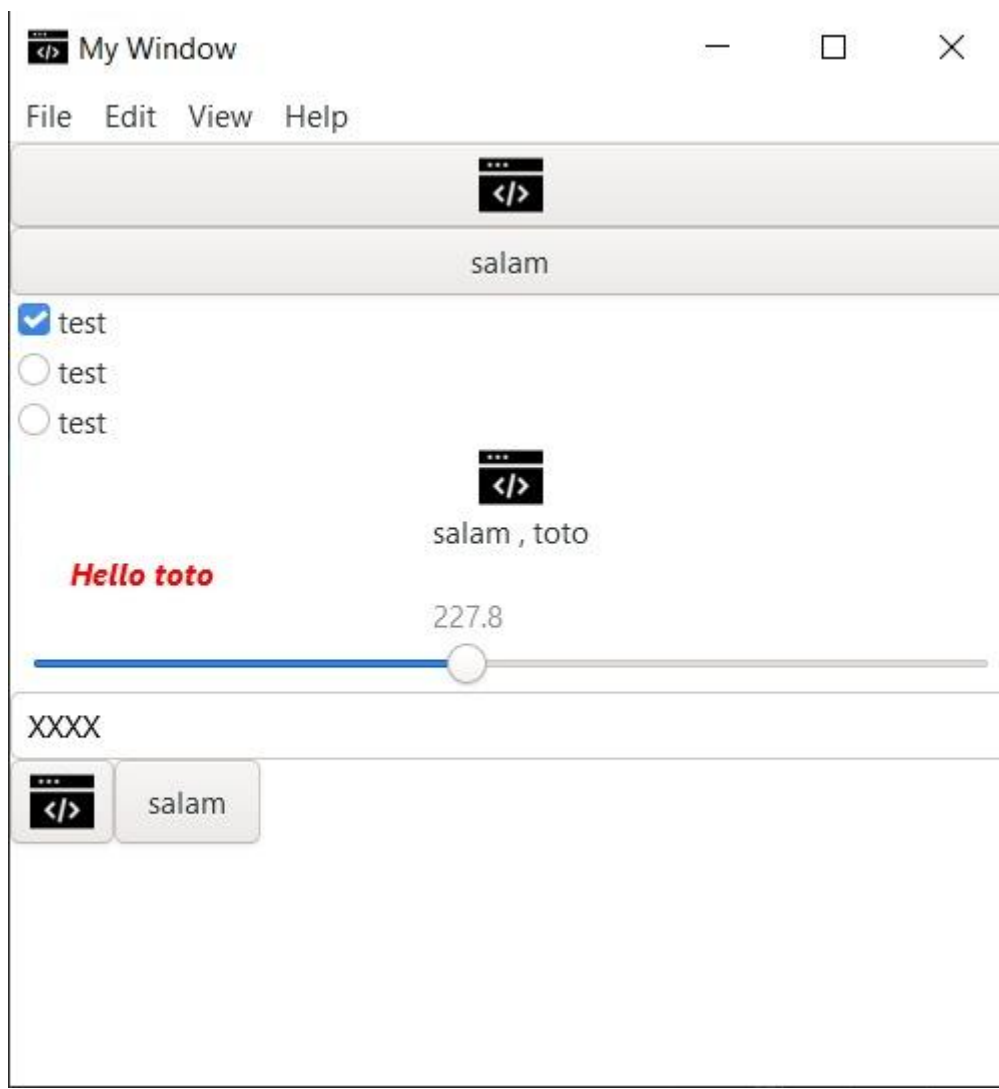 My Window
File Edit View Help
</>
salam
test
test
test
</>
salam , toto
Hello toto
227.8
XXXX
</> salam